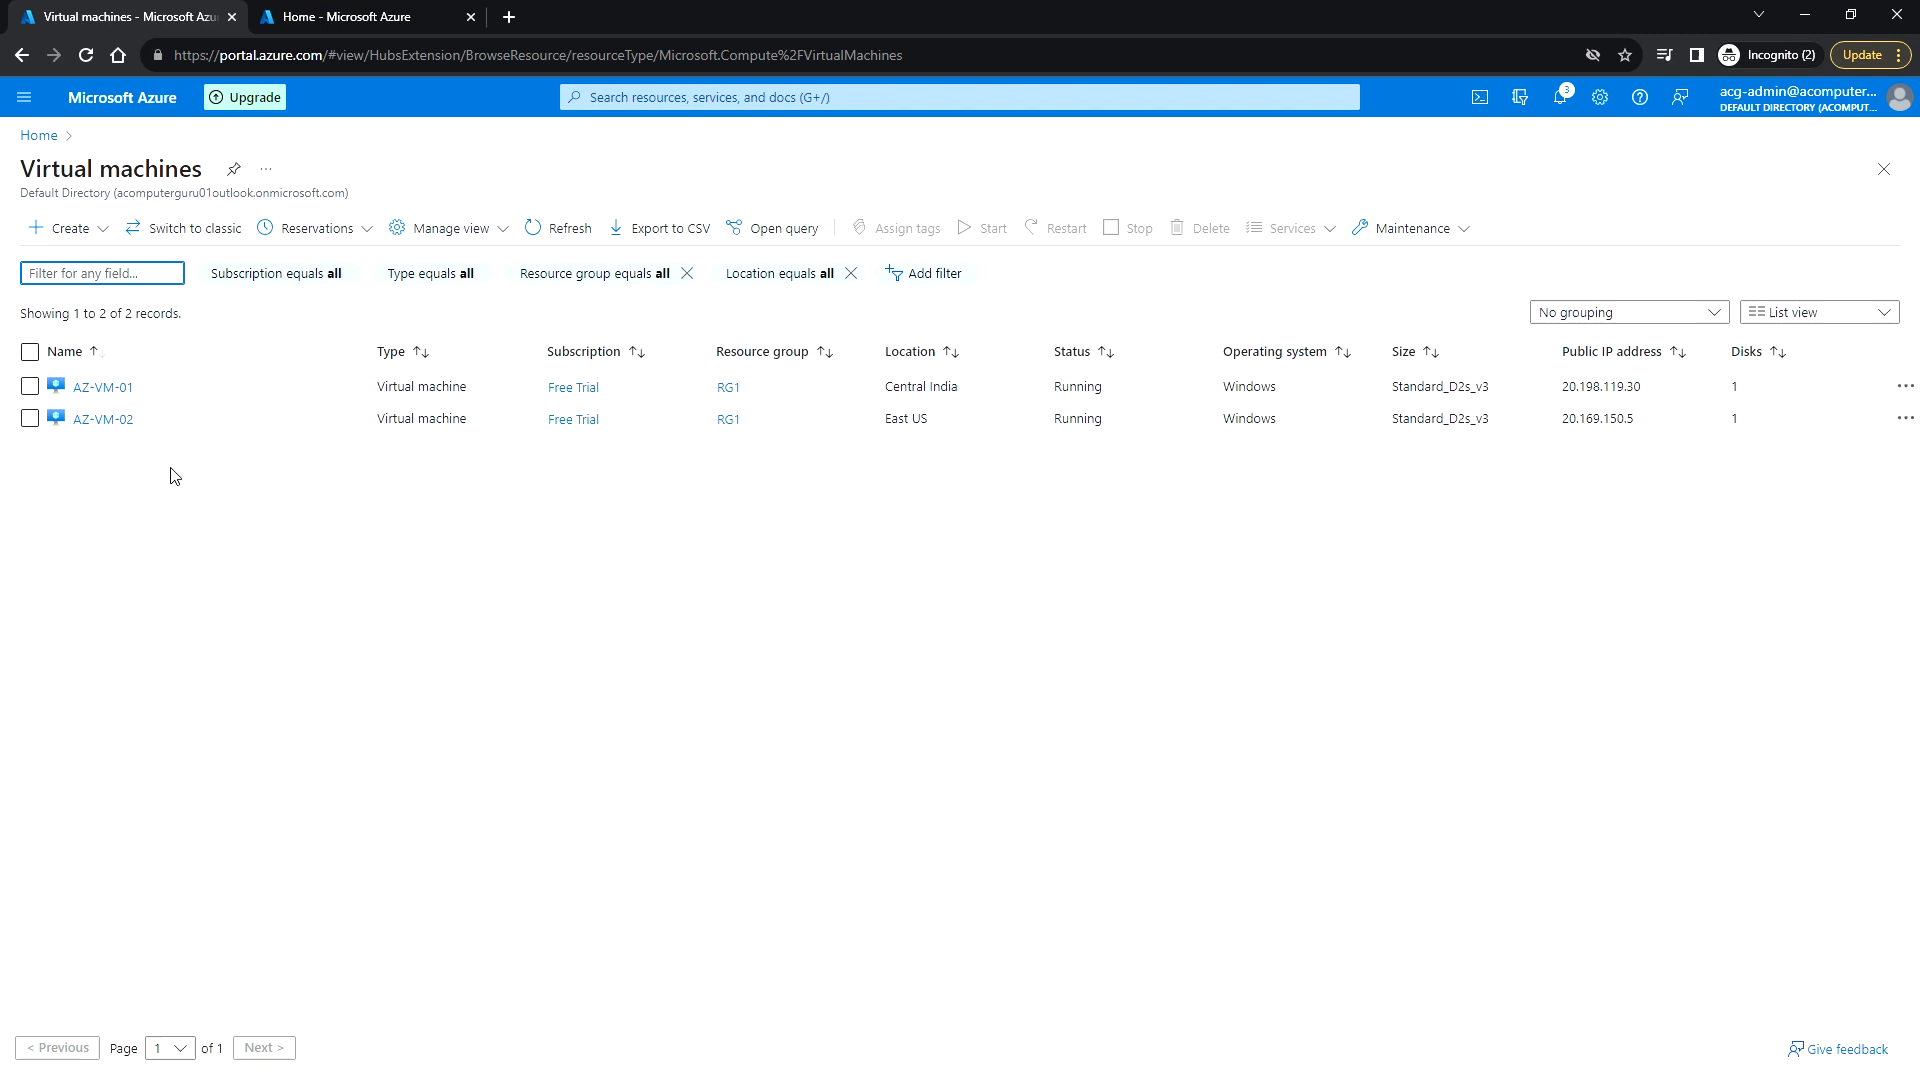 Virtual machines - Microsoft Azu
Home - Microsoft Azure
https://portal.azure.com/#view/HubsExtension/BrowseResource/resourceType/Microsoft.Compute%2FVirtualMachines
Incognito (2)
Update
Microsoft Azure
Upgrade
Search resources, services, and docs (G+/)
3
acg-admin@acomputer...
DEFAULT DIRECTORY (ACOMPUT...
Home >
Virtual machines
...
Default Directory (acomputerguru01outlook.onmicrosoft.com)
Create Switch to classic Reservations Manage view Refresh Export to CSV Open query Assign tags Start Restart Stop Delete Services Maintenance
Filter for any field... Subscription equals all Type equals all Resource group equals all Location equals all Add filter
Showing 1 to 2 of 2 records.
No grouping List view
Name Type Subscription Resource group Location Status Operating system Size Public IP address Disks
AZ-VM-01 Virtual machine Free Trial RG1 Central India Running Windows Standard_D2s_v3 20.198.119.30 1 ...
AZ-VM-02 Virtual machine Free Trial RG1 East US Running Windows Standard_D2s_v3 20.169.150.5 1 ...
< Previous Page 1 of 1 Next >
Give feedback